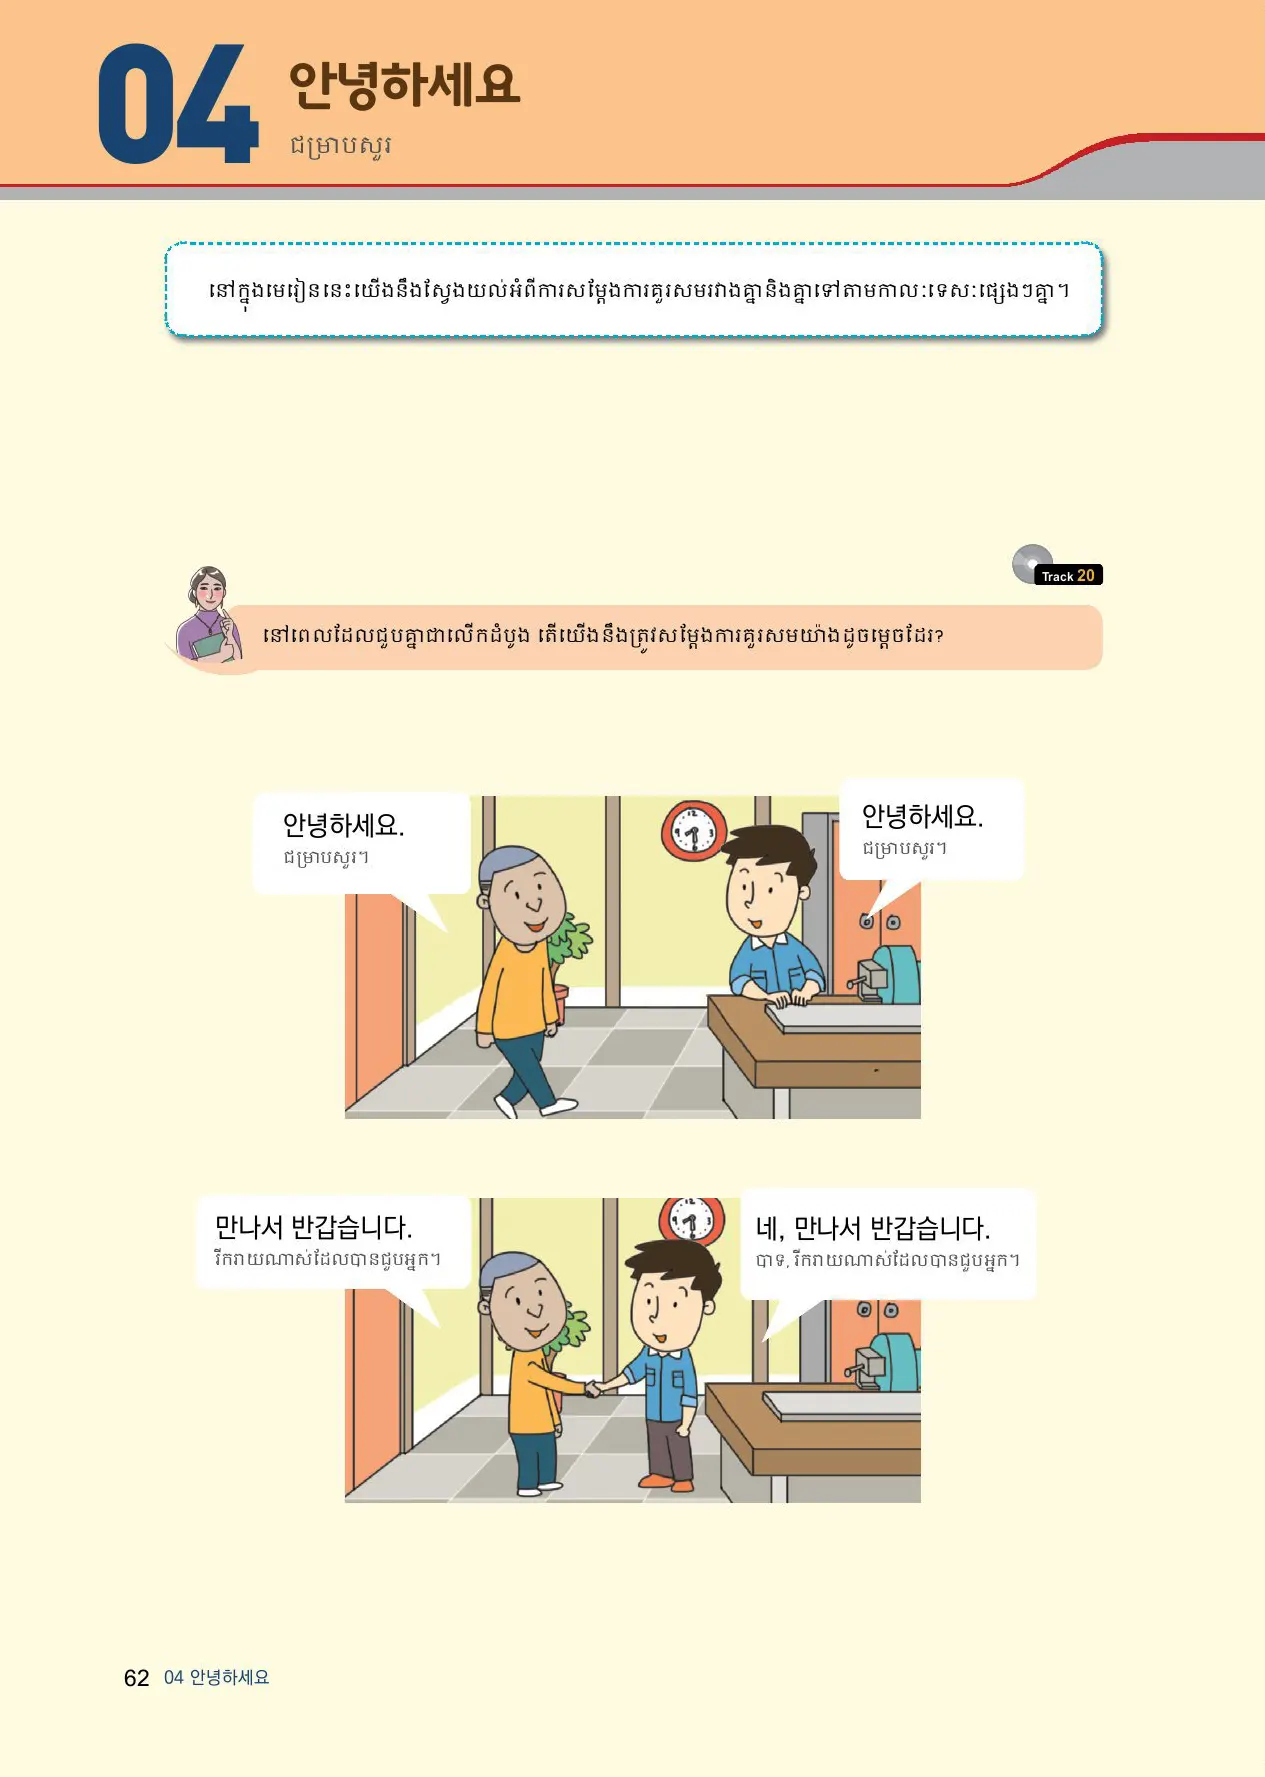 04
안녕하세요
ជម្រាបសួរ
នៅក្នុងមេរៀននេះយើងនឹងស្វែងយល់អំពីការសម្តែងការគួរសមរវាងគ្នានិងគ្នាទៅតាមកាលៈទេសៈផ្សេងៗគ្នា។
Track 20
នៅពេលដែលជួបគ្នាជាលើកដំបូង តើយើងនឹងត្រូវសម្តែងការគួរសមយ៉ាងដូចម្តេចដែរ?
안녕하세요.
ជម្រាបសួរ។
안녕하세요.
ជម្រាបសួរ។
12
9
3
6
만나서 반갑습니다.
រីករាយណាស់ដែលបានជួបអ្នក។
네, 만나서 반갑습니다.
បាទ, រីករាយណាស់ដែលបានជួបអ្នក។
12
9
3
6
62 04 안녕하세요